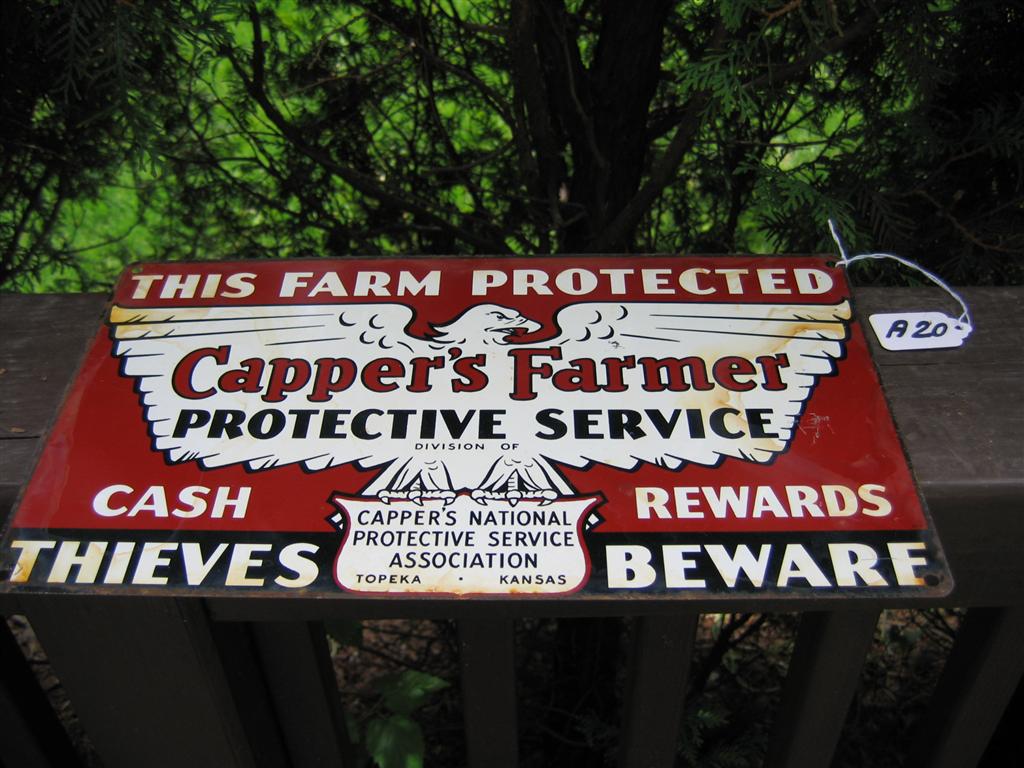 THIS FARM PROTECTED
A20
Capper's Farmer
PROTECTIVE SERVICE
DIVISION OF
CASH REWARDS
CAPPER'S NATIONAL
PROTECTIVE SERVICE
ASSOCIATION
TOPEKA · KANSAS
THIEVES BEWARE